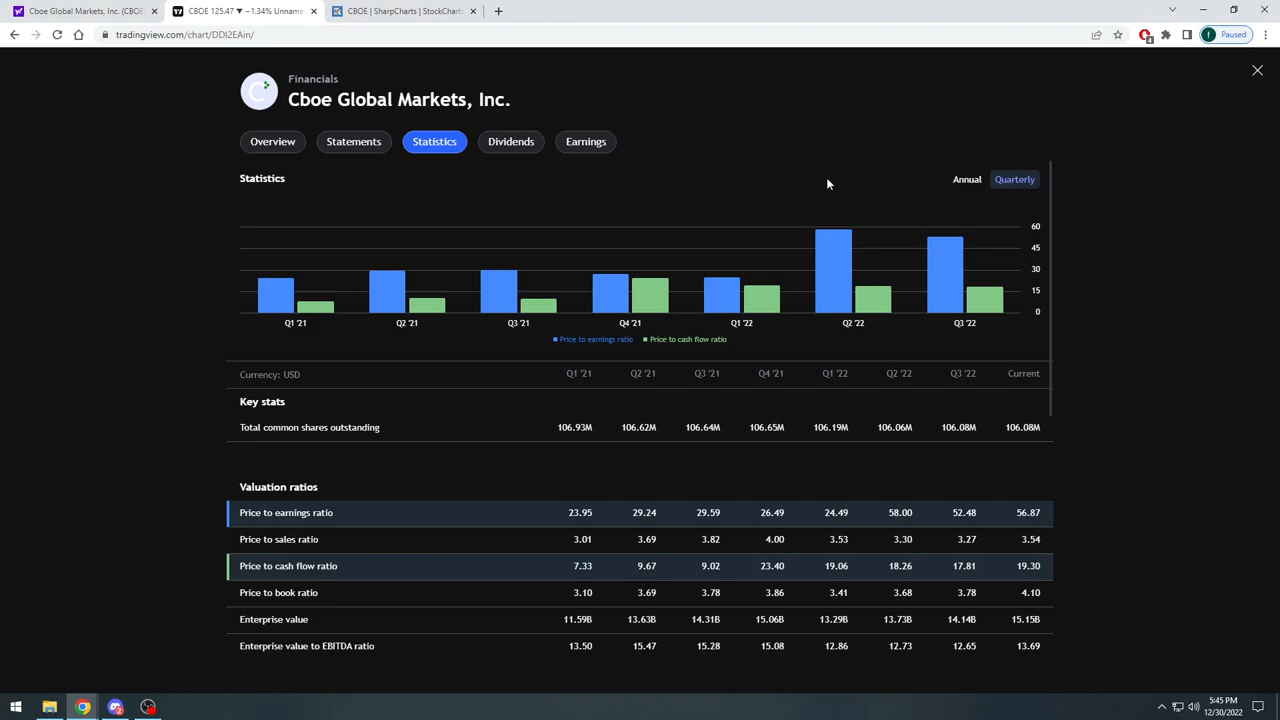 Cboe Global Markets, Inc. (CBOE
CBOE 125.47 ▼ −1.34% Unname
CBOE | SharpCharts | StockCharts
tradingview.com/chart/DDI2EAin/
4
f Paused
Financials
Cboe Global Markets, Inc.
Overview Statements Statistics Dividends Earnings
Statistics
Annual Quarterly
60
45
30
15
0
Q1 '21 Q2 '21 Q3 '21 Q4 '21 Q1 '22 Q2 '22 Q3 '22
Price to earnings ratio Price to cash flow ratio
Currency: USD Q1 '21 Q2 '21 Q3 '21 Q4 '21 Q1 '22 Q2 '22 Q3 '22 Current
Key stats
Total common shares outstanding 106.93M 106.62M 106.64M 106.65M 106.19M 106.06M 106.08M 106.08M
Valuation ratios
Price to earnings ratio 23.95 29.24 29.59 26.49 24.49 58.00 52.48 56.87
Price to sales ratio 3.01 3.69 3.82 4.00 3.53 3.30 3.27 3.54
Price to cash flow ratio 7.33 9.67 9.02 23.40 19.06 18.26 17.81 19.30
Price to book ratio 3.10 3.69 3.78 3.86 3.41 3.68 3.78 4.10
Enterprise value 11.59B 13.63B 14.31B 15.06B 13.29B 13.73B 14.14B 15.15B
Enterprise value to EBITDA ratio 13.50 15.47 15.28 15.08 12.86 12.73 12.65 13.69
5:45 PM
12/30/2022